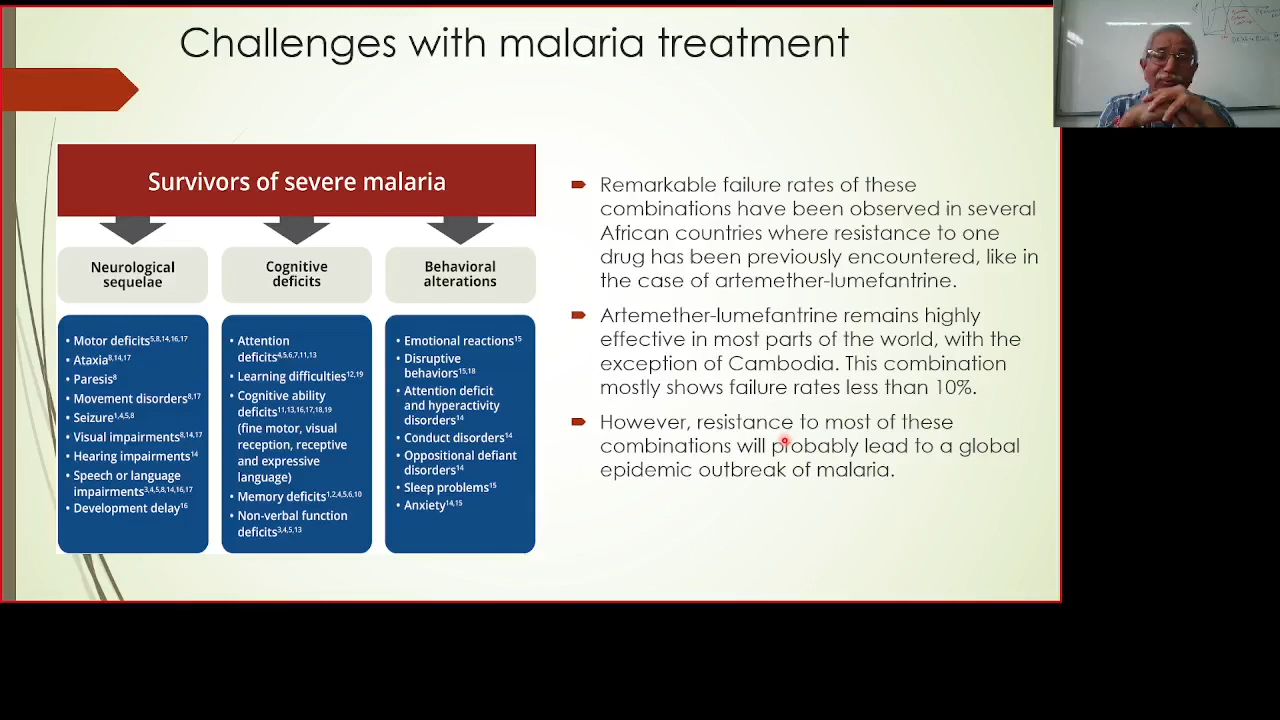 Challenges with malaria treatment
Survivors of severe malaria
Neurological
sequelae
• Motor deficits5,8,14,16,17
• Ataxia8,14,17
• Paresis8
• Movement disorders8,17
• Seizure1,4,5,8
• Visual impairments8,14,17
• Hearing impairments14
• Speech or language
impairments3,4,5,8,14,16,17
• Development delay16
Cognitive
deficits
• Attention
deficits4,5,6,7,11,13
• Learning difficulties12,19
• Cognitive ability
deficits11,13,16,17,18,19
(fine motor, visual
reception, receptive
and expressive
language)
• Memory deficits1,2,4,5,6,10
• Non-verbal function
deficits3,4,5,13
Behavioral
alterations
• Emotional reactions15
• Disruptive
behaviors15,18
• Attention deficit
and hyperactivity
disorders14
• Conduct disorders14
• Oppositional defiant
disorders14
• Sleep problems15
• Anxiety14,15
Remarkable failure rates of these
combinations have been observed in several
African countries where resistance to one
drug has been previously encountered, like in
the case of artemether-lumefantrine.
Artemether-lumefantrine remains highly
effective in most parts of the world, with the
exception of Cambodia. This combination
mostly shows failure rates less than 10%.
However, resistance to most of these
combinations will probably lead to a global
epidemic outbreak of malaria.